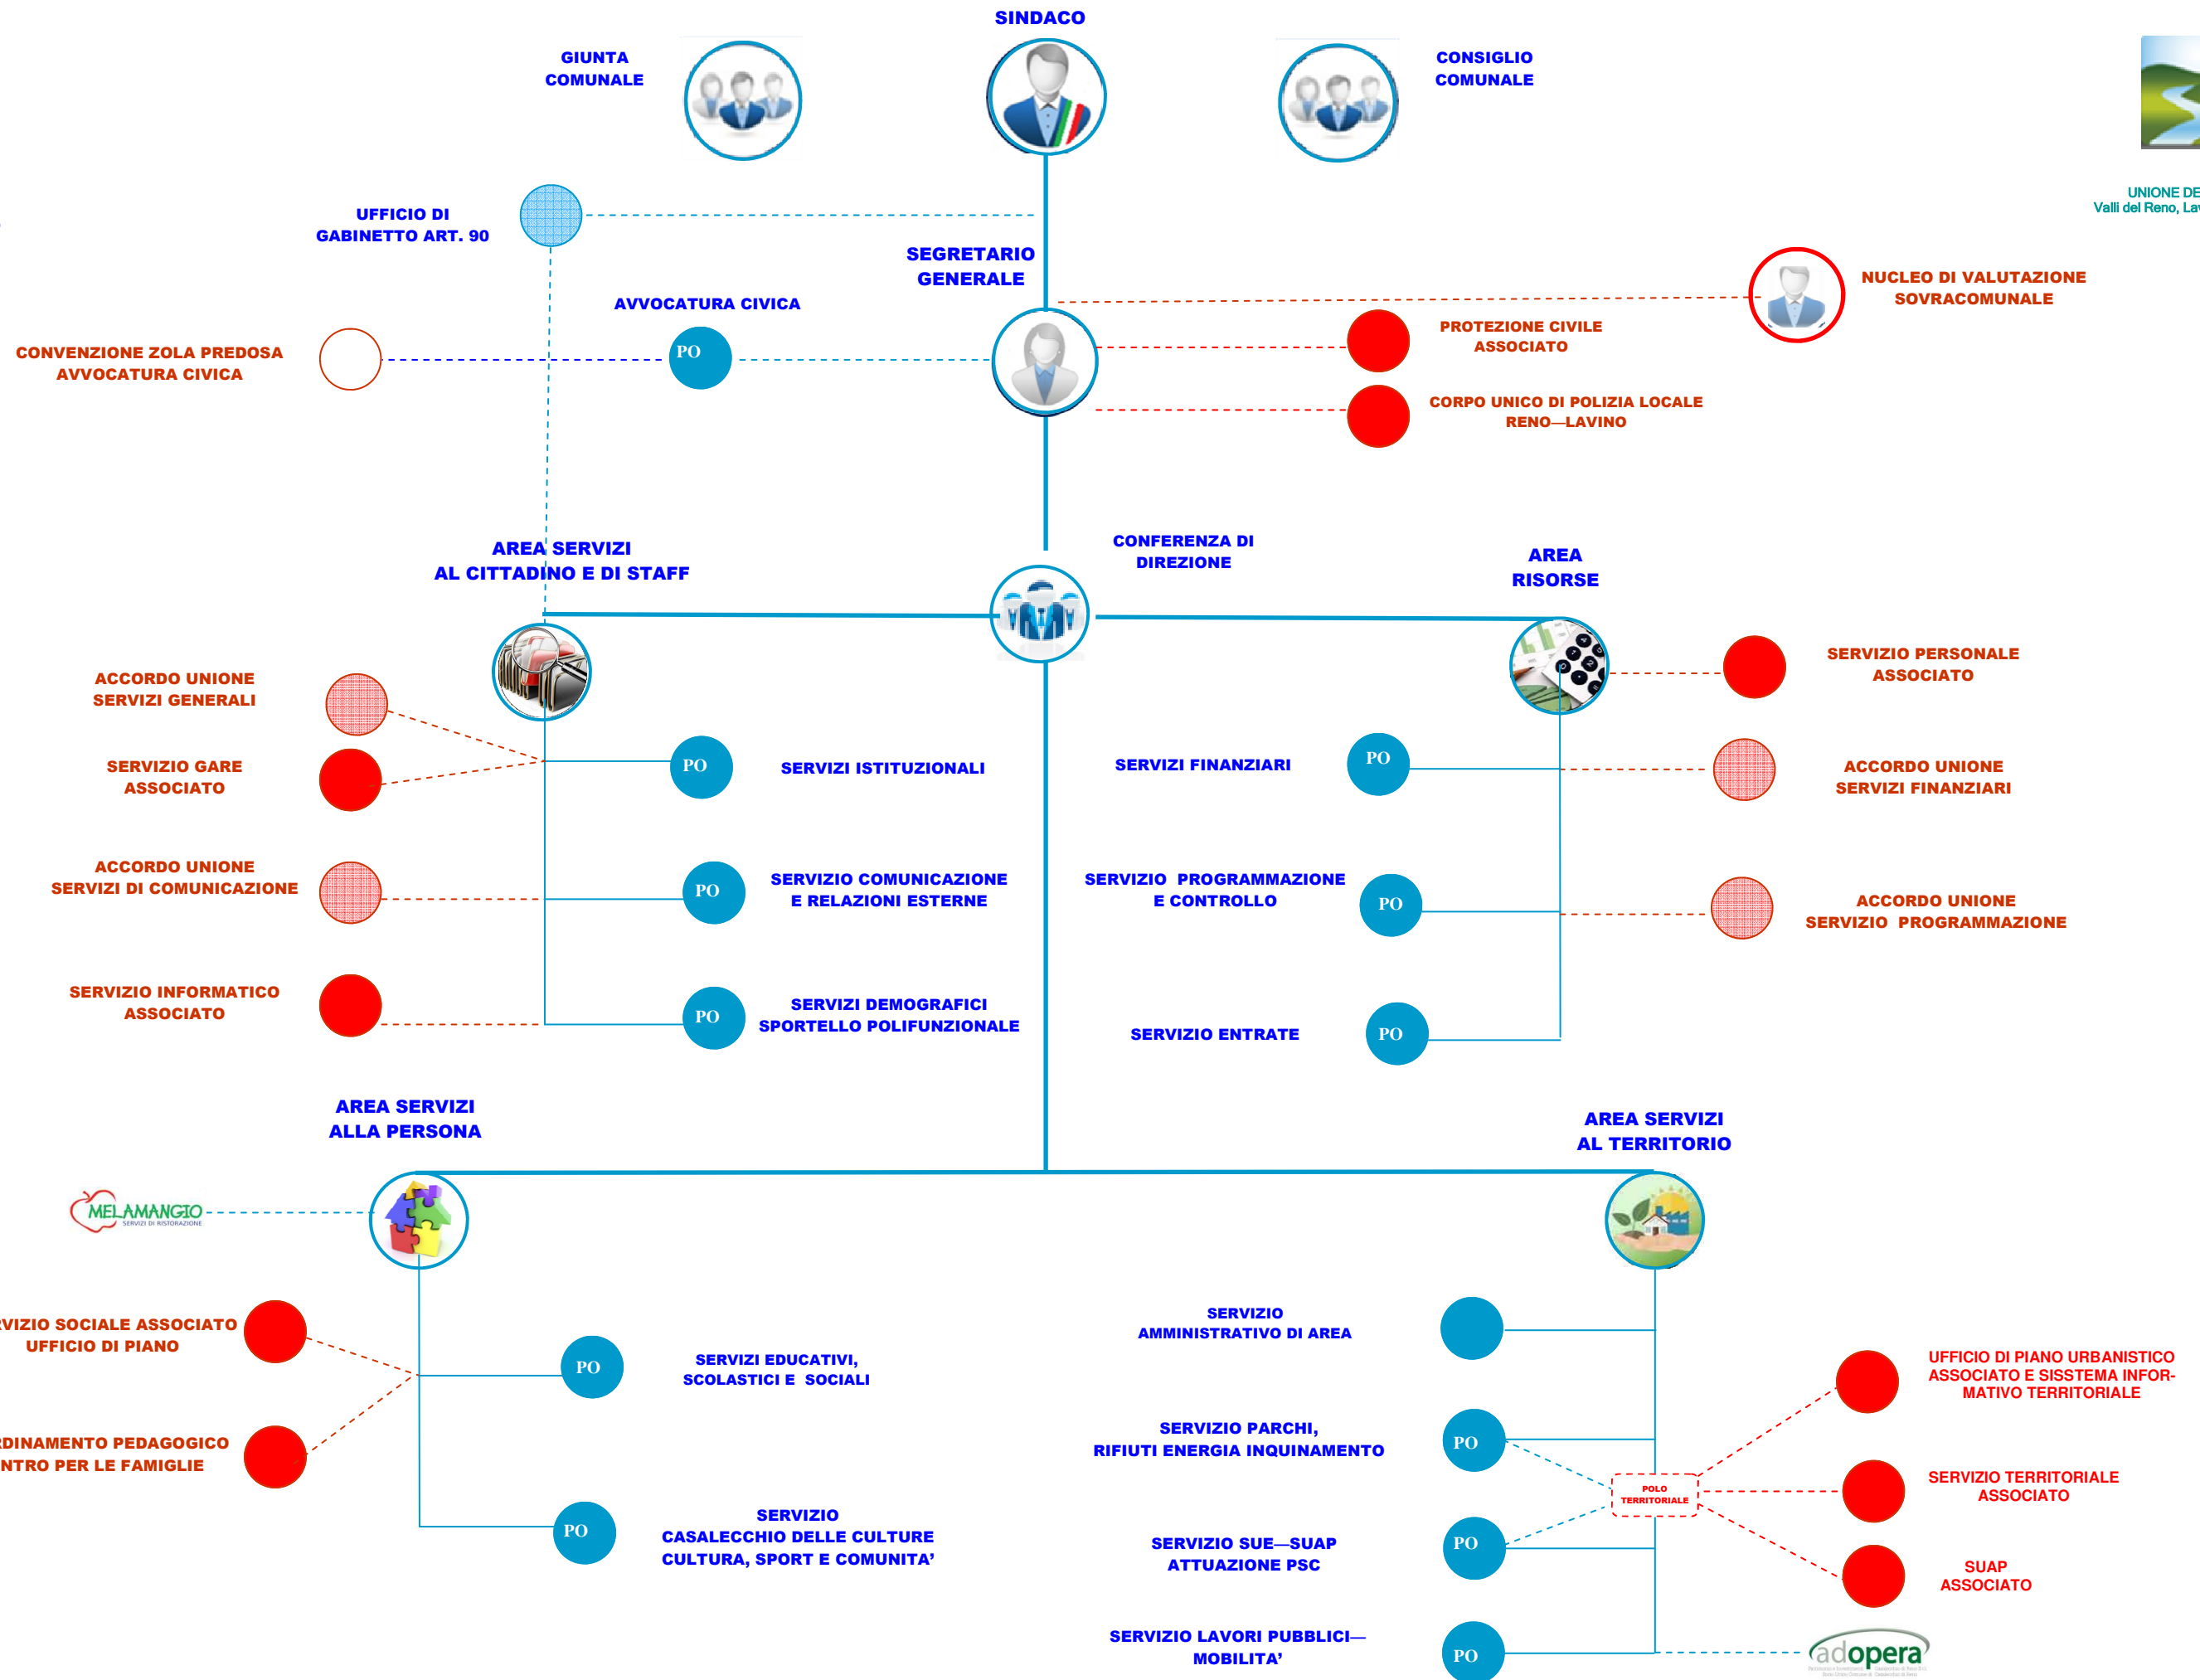 SINDACO
GIUNTA
COMUNALE
CONSIGLIO
COMUNALE
UNIONE DE
Valli del Reno, Lav
UFFICIO DI
GABINETTO ART. 90
SEGRETARIO
GENERALE
NUCLEO DI VALUTAZIONE
SOVRACOMUNALE
AVVOCATURA CIVICA
PO
CONVENZIONE ZOLA PREDOSA
AVVOCATURA CIVICA
PROTEZIONE CIVILE
ASSOCIATO
CORPO UNICO DI POLIZIA LOCALE
RENO—LAVINO
CONFERENZA DI
DIREZIONE
AREA SERVIZI
AL CITTADINO E DI STAFF
AREA
RISORSE
ACCORDO UNIONE
SERVIZI GENERALI
SERVIZIO GARE
ASSOCIATO
PO
SERVIZI ISTITUZIONALI
ACCORDO UNIONE
SERVIZI DI COMUNICAZIONE
PO
SERVIZIO COMUNICAZIONE
E RELAZIONI ESTERNE
SERVIZIO INFORMATICO
ASSOCIATO
PO
SERVIZI DEMOGRAFICI
SPORTELLO POLIFUNZIONALE
SERVIZIO PERSONALE
ASSOCIATO
SERVIZI FINANZIARI
PO
ACCORDO UNIONE
SERVIZI FINANZIARI
SERVIZIO  PROGRAMMAZIONE
E CONTROLLO
PO
ACCORDO UNIONE
SERVIZIO  PROGRAMMAZIONE
SERVIZIO ENTRATE
PO
AREA SERVIZI
ALLA PERSONA
AREA SERVIZI
AL TERRITORIO
MELAMANGIO
SERVIZI DI RISTORAZIONE
RVIZIO SOCIALE ASSOCIATO
UFFICIO DI PIANO
PO
SERVIZI EDUCATIVI,
SCOLASTICI E  SOCIALI
RDINAMENTO PEDAGOGICO
NTRO PER LE FAMIGLIE
PO
SERVIZIO
CASALECCHIO DELLE CULTURE
CULTURA, SPORT E COMUNITA’
SERVIZIO
AMMINISTRATIVO DI AREA
SERVIZIO PARCHI,
RIFIUTI ENERGIA INQUINAMENTO
PO
POLO
TERRITORIALE
UFFICIO DI PIANO URBANISTICO
ASSOCIATO E SISSTEMA INFOR-
MATIVO TERRITORIALE
SERVIZIO TERRITORIALE
ASSOCIATO
SERVIZIO SUE—SUAP
ATTUAZIONE PSC
PO
SUAP
ASSOCIATO
SERVIZIO LAVORI PUBBLICI—
MOBILITA’
PO
adopera